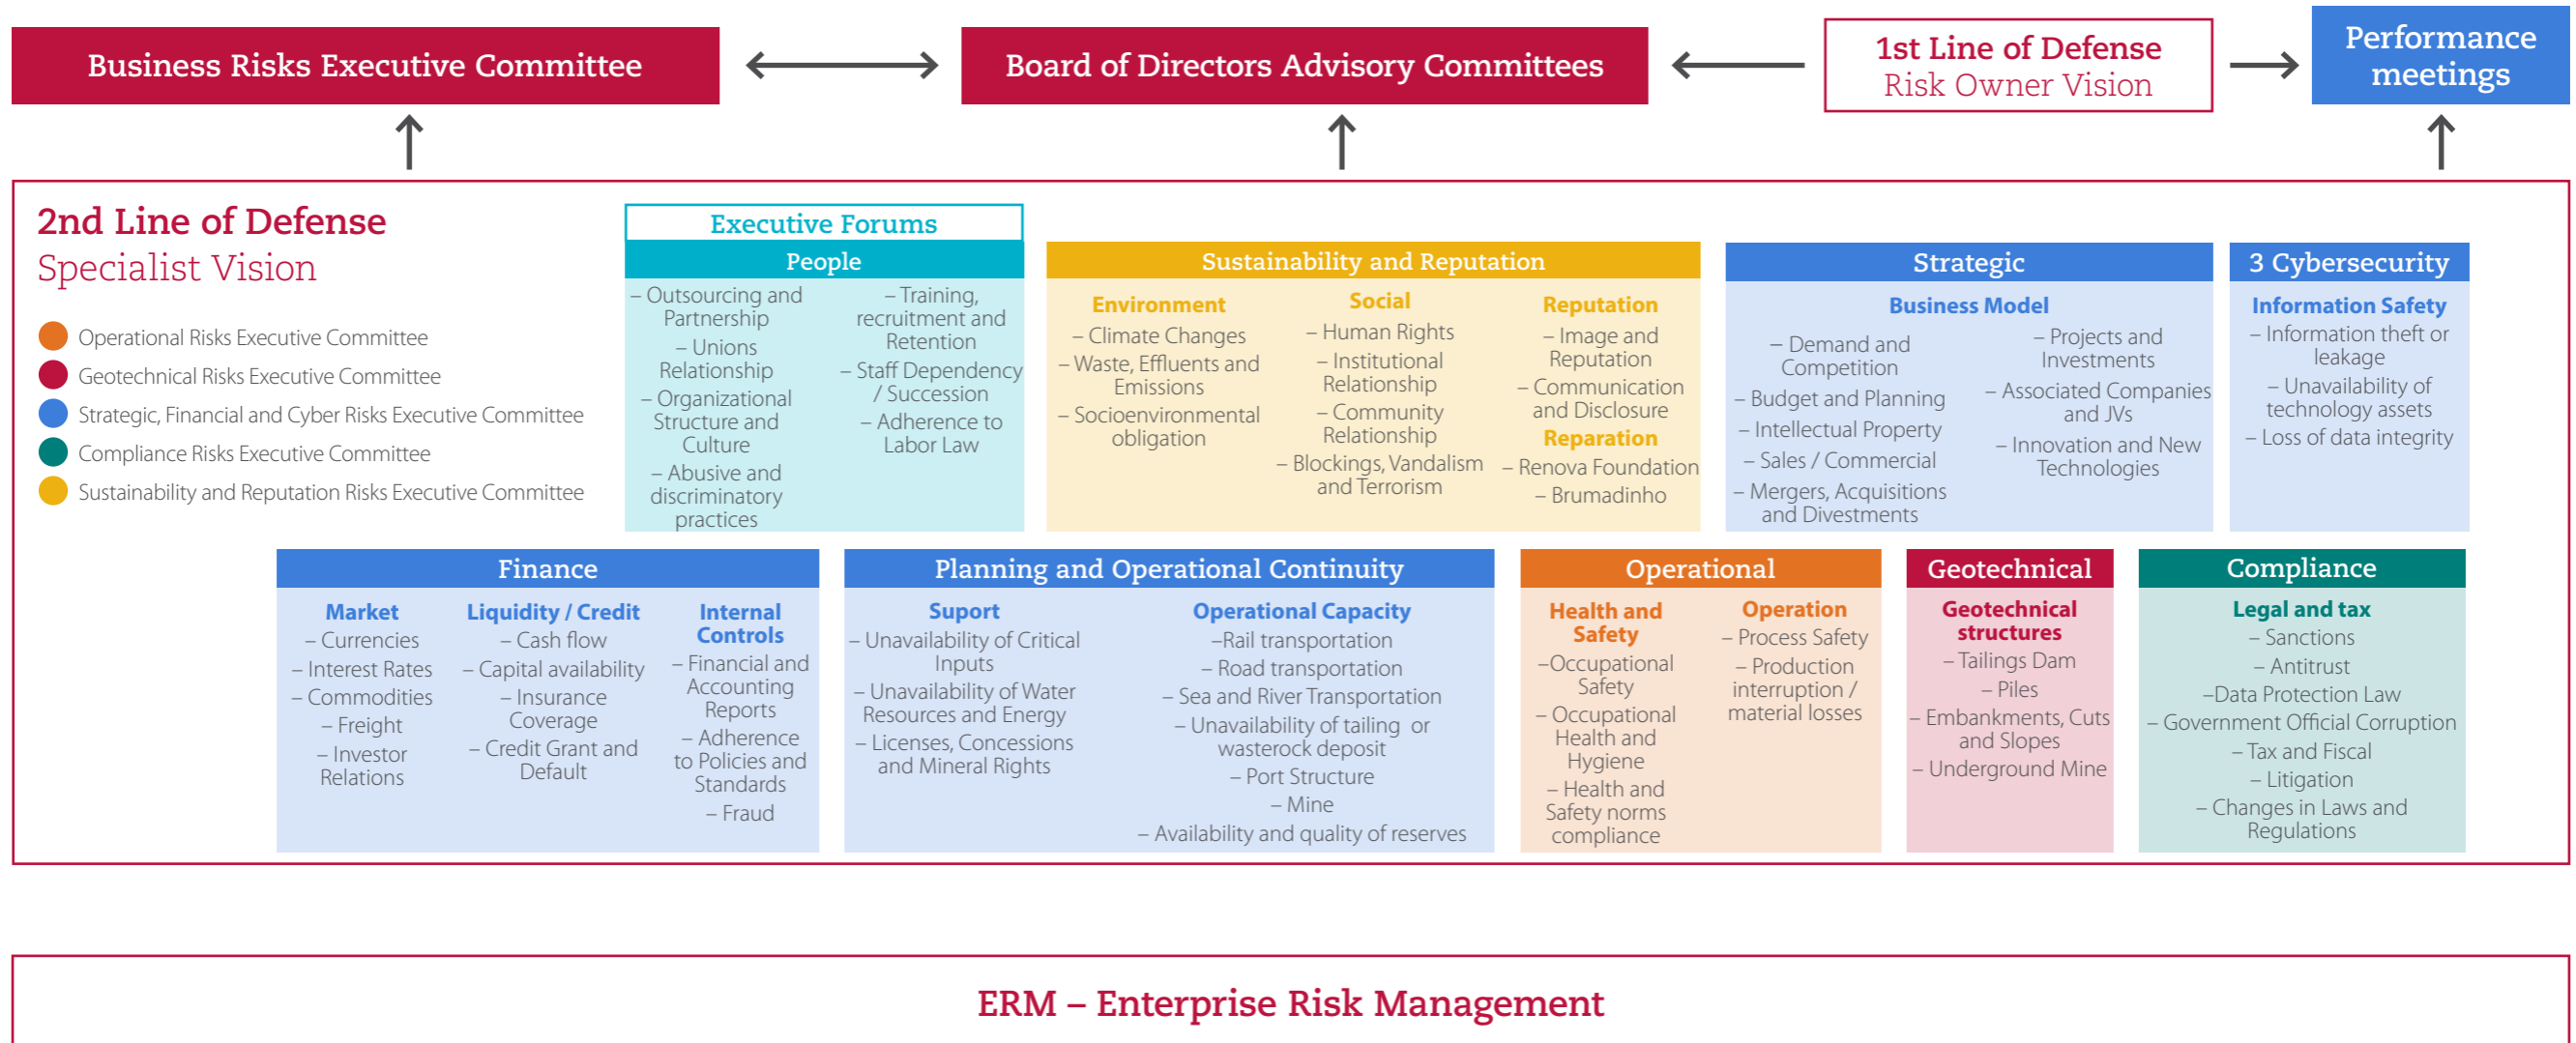 Business Risks Executive Committee
Board of Directors Advisory Committees
1st Line of Defense
Risk Owner Vision
Performance
meetings
2nd Line of Defense
Specialist Vision
Operational Risks Executive Committee
Geotechnical Risks Executive Committee
Strategic, Financial and Cyber Risks Executive Committee
Compliance Risks Executive Committee
Sustainability and Reputation Risks Executive Committee
Executive Forums
People
– Outsourcing and
Partnership
– Unions
Relationship
– Organizational
Structure and
Culture
– Abusive and
discriminatory
practices
– Training,
recruitment and
Retention
– Staff Dependency
/ Succession
– Adherence to
Labor Law
Sustainability and Reputation
Environment
– Climate Changes
– Waste, Effluents and
Emissions
– Socioenvironmental
obligation
Social
– Human Rights
– Institutional
Relationship
– Community
Relationship
– Blockings, Vandalism
and Terrorism
Reputation
– Image and
Reputation
– Communication
and Disclosure
Reparation
– Renova Foundation
– Brumadinho
Strategic
Business Model
– Demand and
Competition
– Budget and Planning
– Intellectual Property
– Sales / Commercial
– Mergers, Acquisitions
and Divestments
– Projects and
Investments
– Associated Companies
and JVs
– Innovation and New
Technologies
3 Cybersecurity
Information Safety
– Information theft or
leakage
– Unavailability of
technology assets
– Loss of data integrity
Finance
Market
– Currencies
– Interest Rates
– Commodities
– Freight
– Investor
Relations
Liquidity / Credit
– Cash flow
– Capital availability
– Insurance
Coverage
– Credit Grant and
Default
Internal
Controls
– Financial and
Accounting
Reports
– Adherence
to Policies and
Standards
– Fraud
Planning and Operational Continuity
Suport
– Unavailability of Critical
Inputs
– Unavailability of Water
Resources and Energy
– Licenses, Concessions
and Mineral Rights
Operational Capacity
–Rail transportation
– Road transportation
– Sea and River Transportation
– Unavailability of tailing or
wasterock deposit
– Port Structure
– Mine
– Availability and quality of reserves
Operational
Health and
Safety
–Occupational
Safety
– Occupational
Health and
Hygiene
– Health and
Safety norms
compliance
Operation
– Process Safety
– Production
interruption /
material losses
Geotechnical
Geotechnical
structures
– Tailings Dam
– Piles
– Embankments, Cuts
and Slopes
– Underground Mine
Compliance
Legal and tax
– Sanctions
– Antitrust
–Data Protection Law
– Government Official Corruption
– Tax and Fiscal
– Litigation
– Changes in Laws and
Regulations
ERM – Enterprise Risk Management